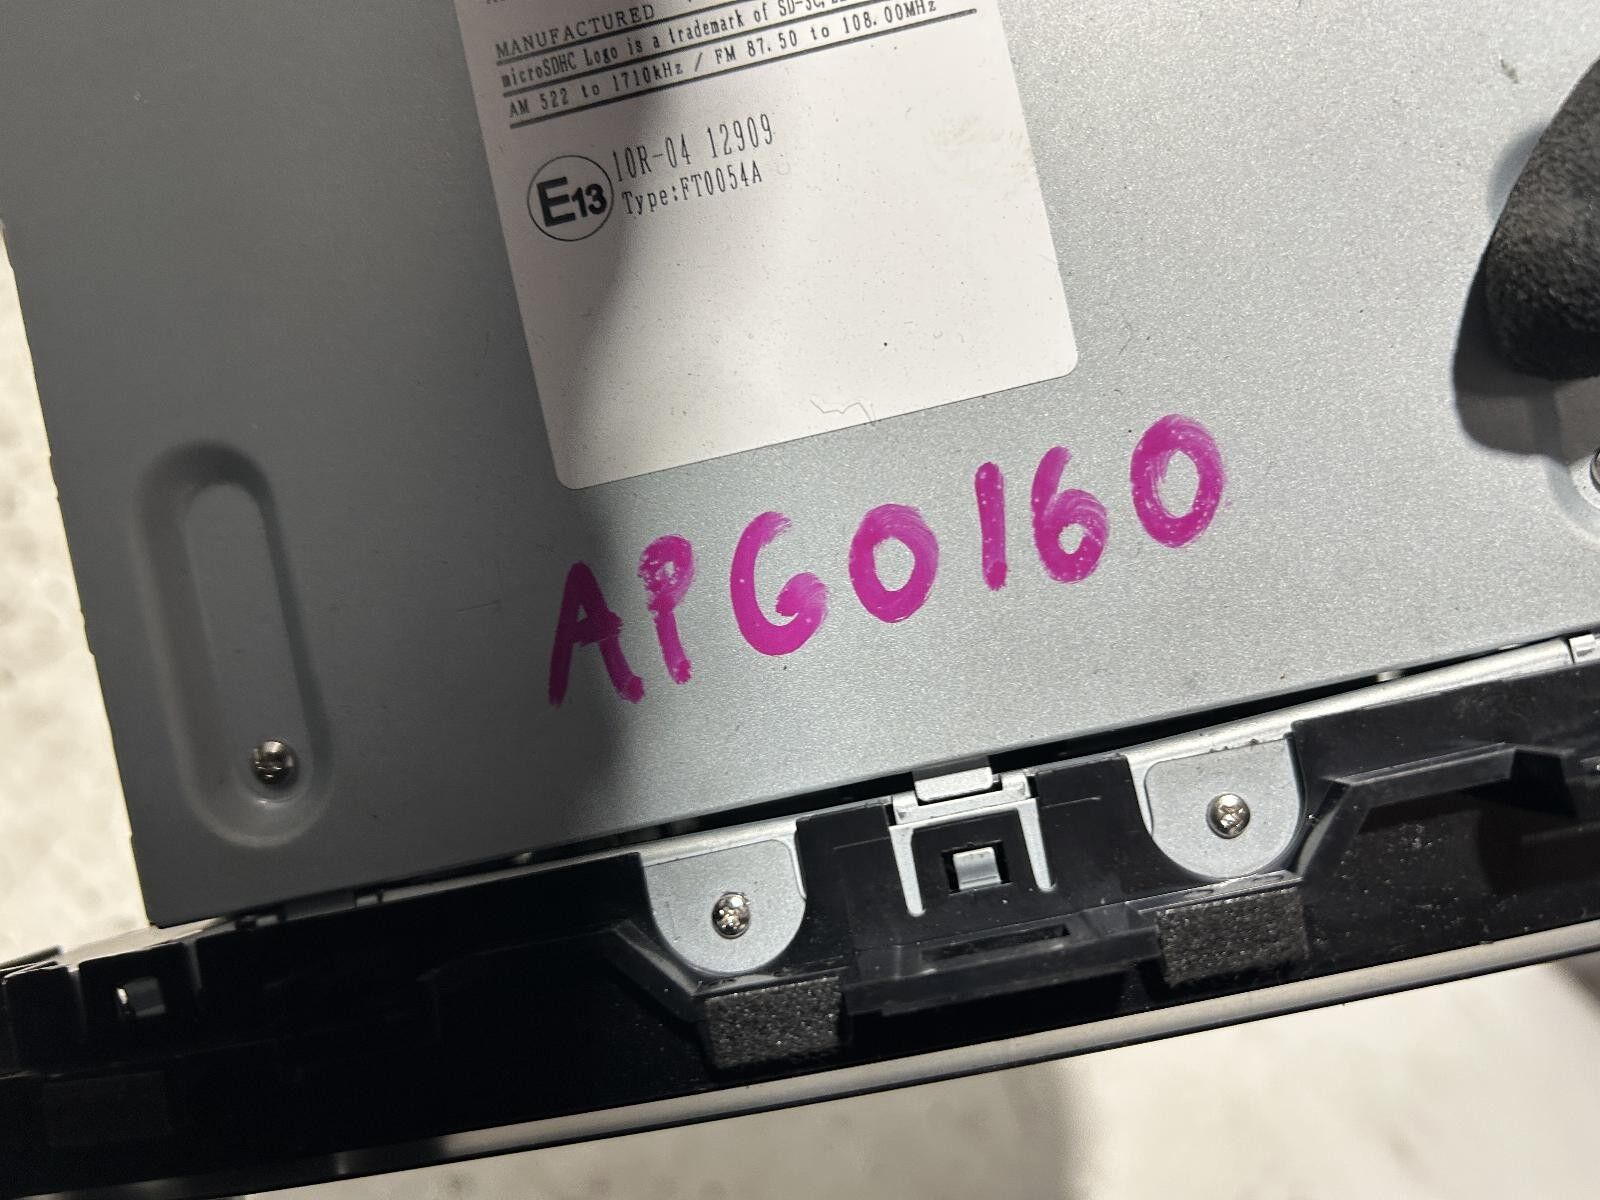 MANUFACTURED
microSDHC Logo is a trademark of SD-3C,
AM 522 to 1710kHz / FM 87.50 to 108.00MHz
E13
10R-04 12909
Type:FT0054A
APG0160